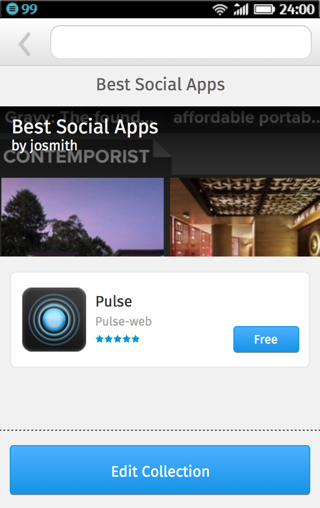 99
24:00
Best Social Apps
Gravy: The found... affordable portab...
Best Social Apps
by josmith
CONTEMPORIST
Pulse
Pulse-web
Free
Edit Collection